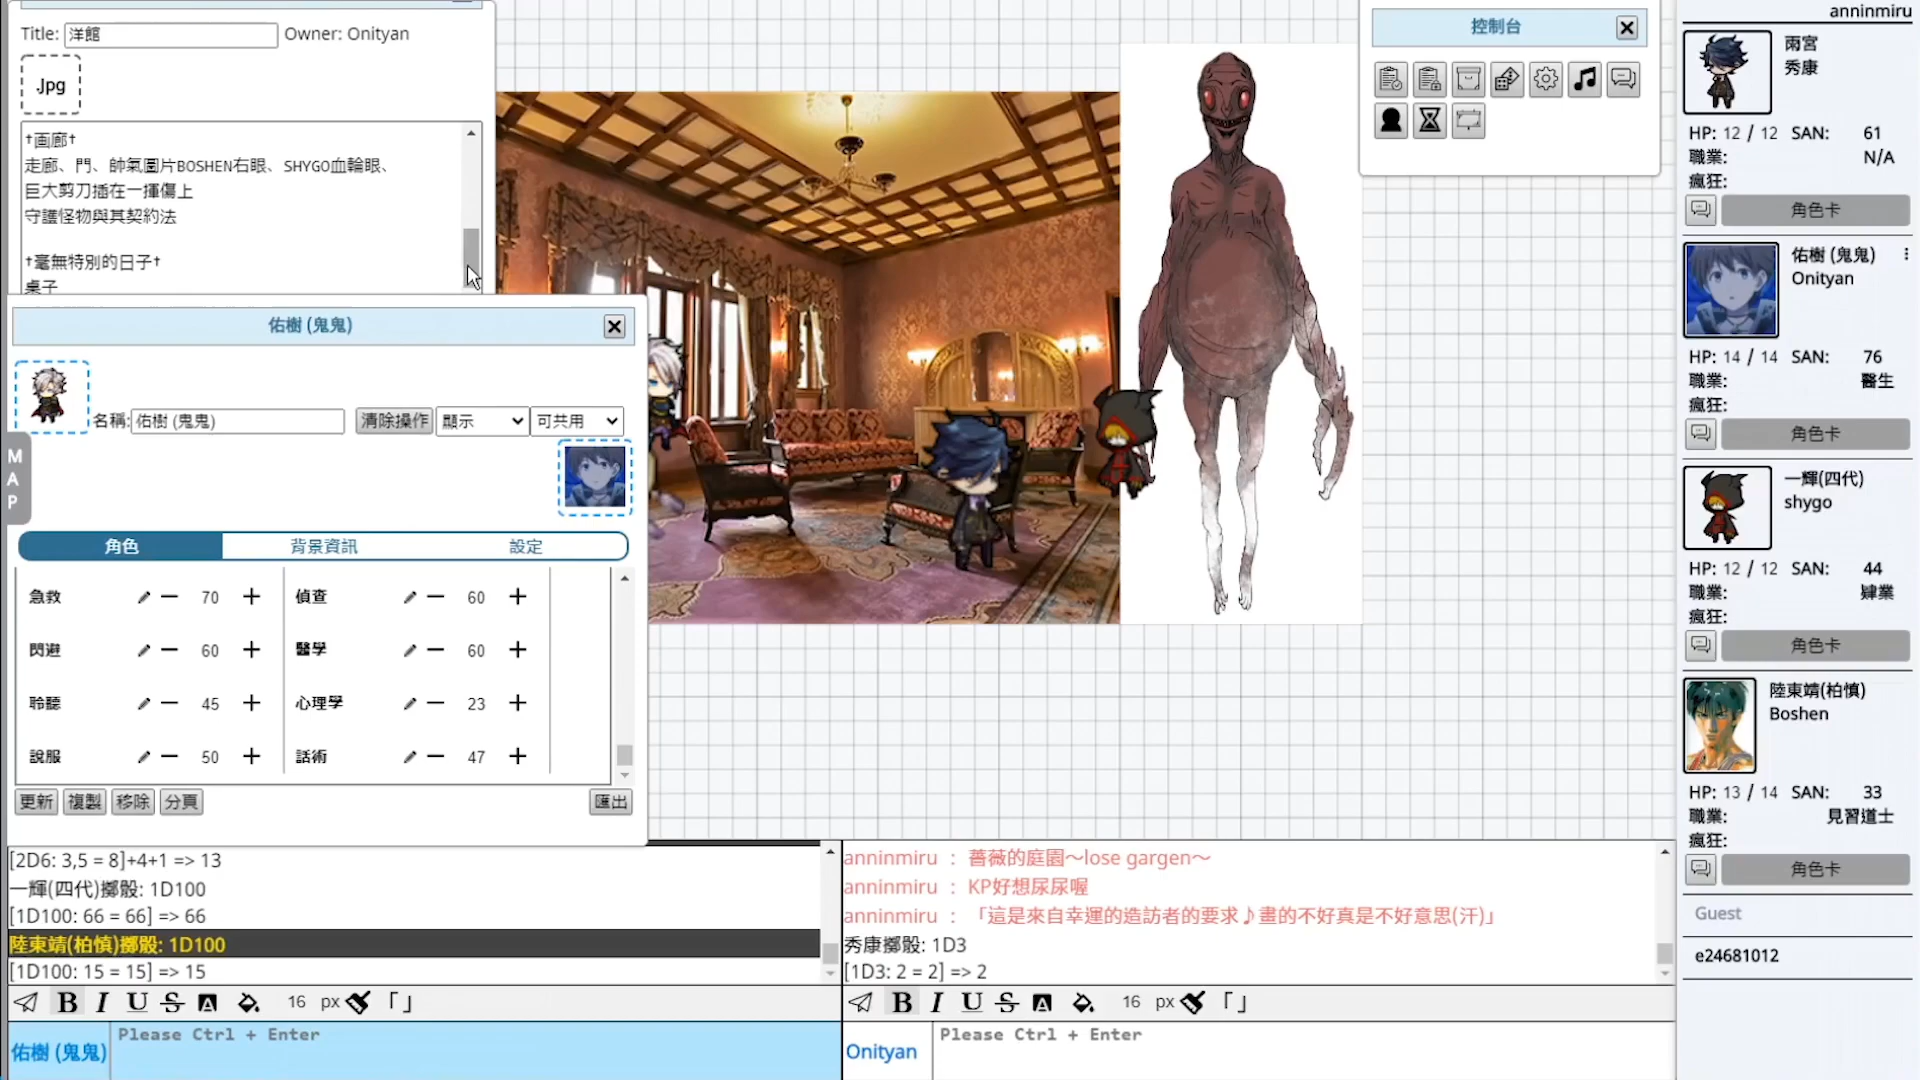 Title: 洋館 Owner: Onityan
Jpg
†画廊†
走廊、門、帥氣圖片BOSHEN右眼、SHYGO血輪眼、
巨大剪刀插在一揮傷上
守護怪物與其契約法
†毫無特別的日子†
桌子
佑樹 (鬼鬼)
名稱: 佑樹 (鬼鬼) 清除操作 顯示 可共用
MAP
角色 背景資訊 設定
急救 70 偵查 60
閃避 60 醫學 60
聆聽 45 心理學 23
說服 50 話術 47
更新 複製 移除 分頁 匯出
[2D6: 3,5 = 8]+4+1 => 13
一輝(四代)擲骰: 1D100
[1D100: 66 = 66] => 66
陸東靖(柏慎)擲骰: 1D100
[1D100: 15 = 15] => 15
B I U S A 16 px 「」
佑樹 (鬼鬼) Please Ctrl + Enter
anninmiru : 薔薇的庭園～lose gargen～
anninmiru : KP好想尿尿喔
anninmiru : 「這是來自幸運的造訪者的要求♪畫的不好真是不好意思(汗)」
秀康擲骰: 1D3
[1D3: 2 = 2] => 2
B I U S A 16 px 「」
Onityan Please Ctrl + Enter
控制台
anninmiru
雨宮
秀康
HP: 12 / 12 SAN: 61
職業: N/A
瘋狂:
角色卡
佑樹 (鬼鬼)
Onityan
HP: 14 / 14 SAN: 76
職業: 醫生
瘋狂:
角色卡
一輝(四代)
shygo
HP: 12 / 12 SAN: 44
職業: 肄業
瘋狂:
角色卡
陸東靖(柏慎)
Boshen
HP: 13 / 14 SAN: 33
職業: 見習道士
瘋狂:
角色卡
Guest
e24681012